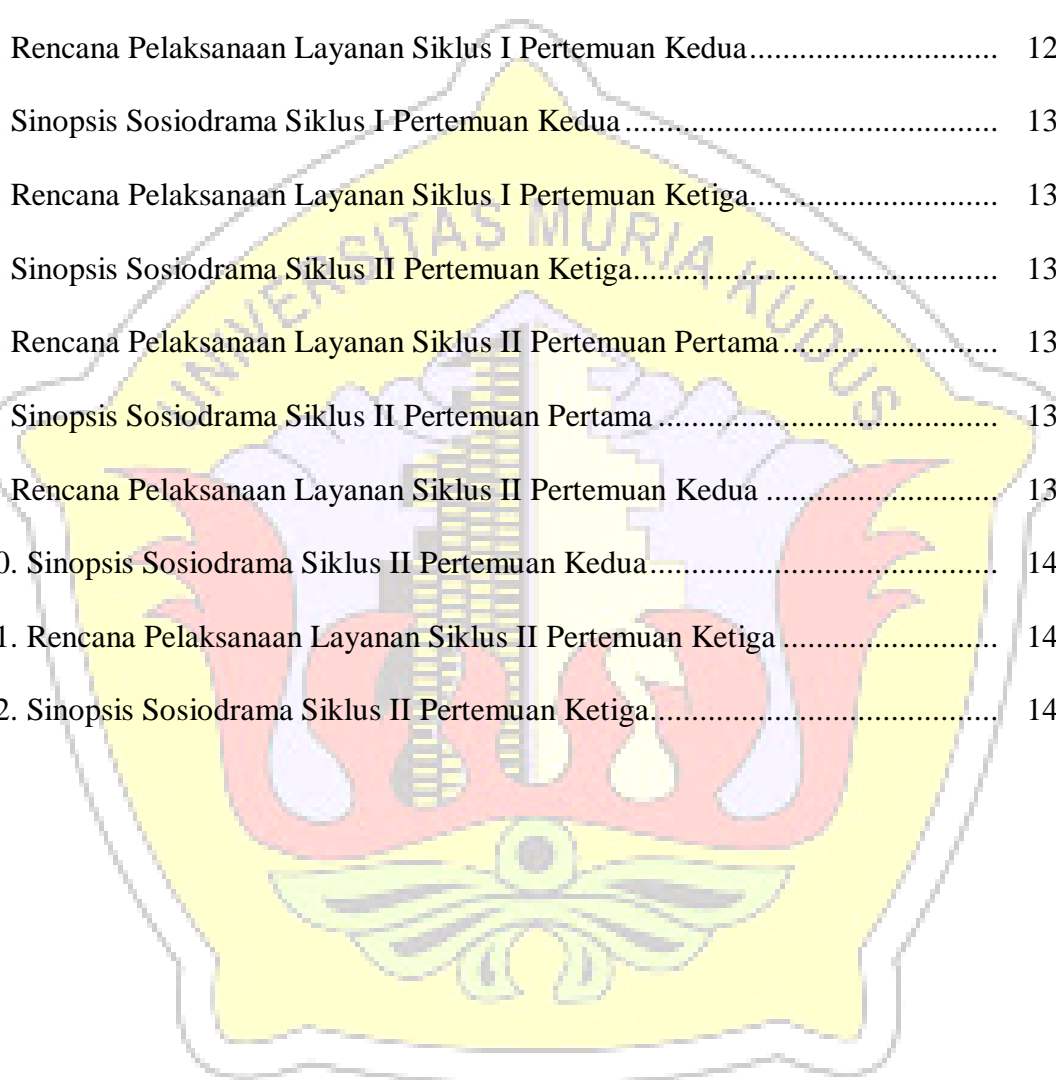 Rencana Pelaksanaan Layanan Siklus I Pertemuan Kedua.............................. 12
Sinopsis Sosiodrama Siklus I Pertemuan Kedua............................................. 13
Rencana Pelaksanaan Layanan Siklus I Pertemuan Ketiga.............................. 13
Sinopsis Sosiodrama Siklus II Pertemuan Ketiga............................................ 13
Rencana Pelaksanaan Layanan Siklus II Pertemuan Pertama.......................... 13
Sinopsis Sosiodrama Siklus II Pertemuan Pertama......................................... 13
Rencana Pelaksanaan Layanan Siklus II Pertemuan Kedua............................ 13
0. Sinopsis Sosiodrama Siklus II Pertemuan Kedua.......................................... 14
1. Rencana Pelaksanaan Layanan Siklus II Pertemuan Ketiga.......................... 14
2. Sinopsis Sosiodrama Siklus II Pertemuan Ketiga.......................................... 14
UNIVERSITAS MURIA KUDUS